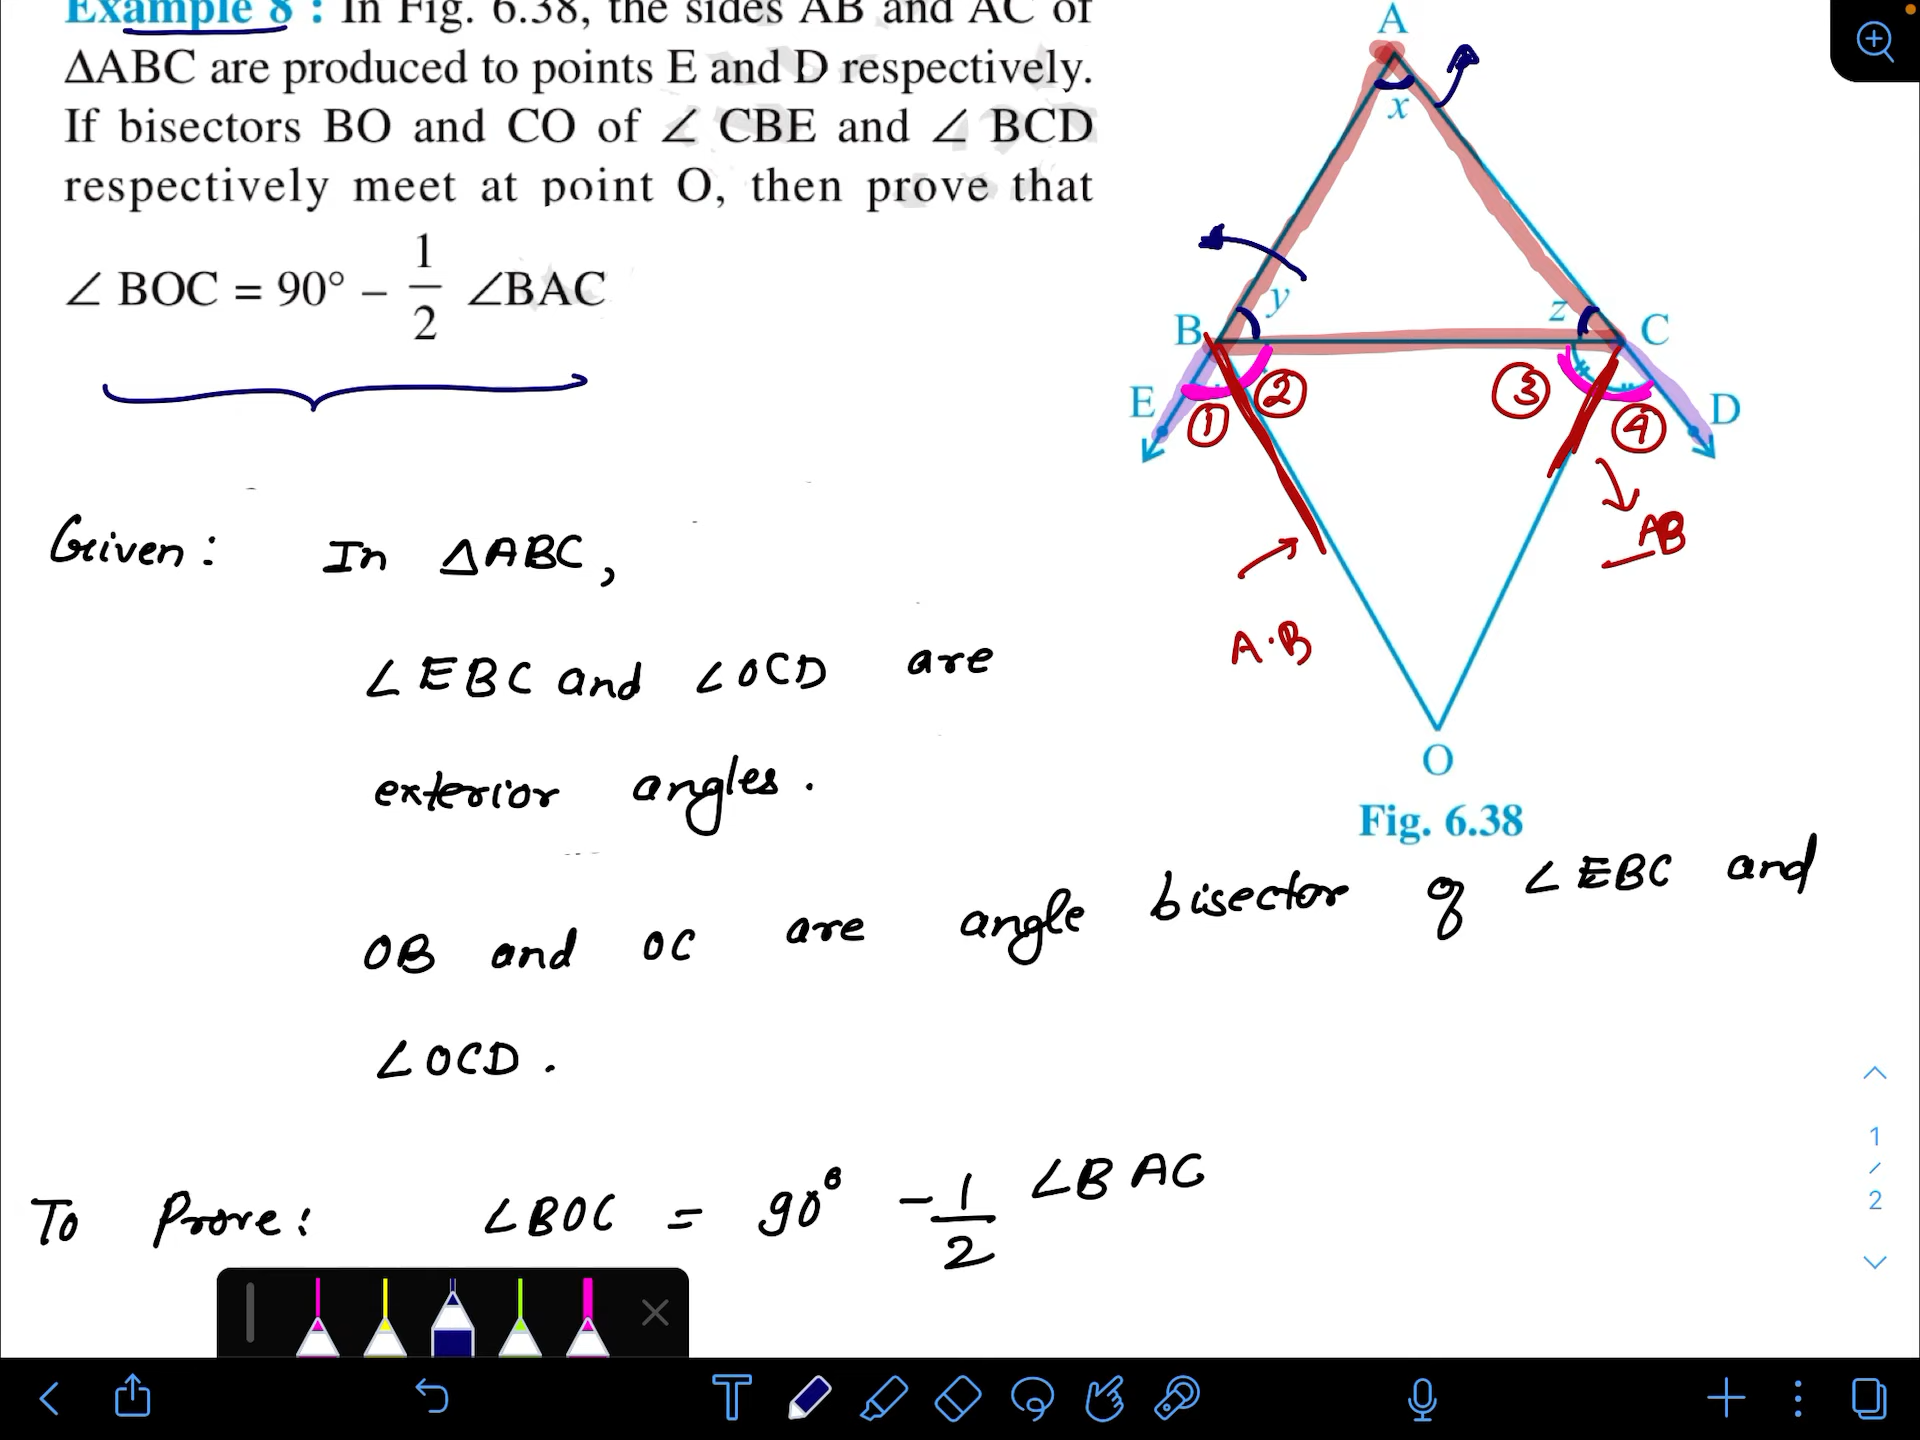 Example 8 : In Fig. 6.38, the sides AB and AC of
ΔABC are produced to points E and D respectively.
If bisectors BO and CO of ∠ CBE and ∠ BCD
respectively meet at point O, then prove that
∠ BOC = 90° – 1/2 ∠BAC
A
x
y
z
B
C
E
D
1
2
3
4
AB
A·B
O
Fig. 6.38
Given : In ΔABC,
∠EBC and ∠OCD are
exterior angles.
OB and OC are angle bisector of ∠EBC and
∠OCD.
To Prove : ∠BOC = 90° - 1/2 ∠BAC
1
/
2
T